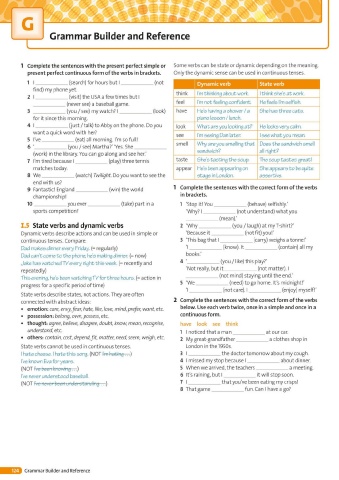 G
Grammar Builder and Reference
1 Complete the sentences with the present perfect simple or
present perfect continuous form of the verbs in brackets.
1 I __________ (search) for hours but I __________ (not
find) my phone yet.
2 I __________ (visit) the USA a few times but I
__________ (never see) a baseball game.
3 __________ (you / see) my watch? I __________ (look)
for it since this morning.
4 I __________ (just / talk) to Abby on the phone. Do you
want a quick word with her?
5 I've __________ (eat) all morning. I'm so full!
6 '__________ (you / see) Martha?' 'Yes. She __________
(work) in the library. You can go along and see her.'
7 I'm tired because I __________ (play) three tennis
matches today.
8 We __________ (watch) Twilight. Do you want to see the
end with us?
9 Fantastic! England __________ (win) the world
championship!
10 __________ you ever __________ (take) part in a
sports competition?
1.5 State verbs and dynamic verbs
Dynamic verbs describe actions and can be used in simple or
continuous tenses. Compare:
Dad makes dinner every Friday. (= regularly)
Dad can't come to the phone; he is making dinner. (= now)
Jake has watched TV every night this week. (= recently and
repeatedly)
This evening, he's been watching TV for three hours. (= action in
progress for a specific period of time)
State verbs describe states, not actions. They are often
connected with abstract ideas:
• emotion: care, envy, fear, hate, like, love, mind, prefer, want, etc.
• possession: belong, own, possess, etc.
• thought: agree, believe, disagree, doubt, know, mean, recognise,
understand, etc.
• others: contain, cost, depend, fit, matter, need, seem, weigh, etc.
State verbs cannot be used in continuous tenses.
I hate cheese. I hate this song. (NOT I'm hating …)
I've known Eva for years.
(NOT I've been knowing …)
I've never understood baseball.
(NOT I've never been understanding …)
Some verbs can be state or dynamic depending on the meaning.
Only the dynamic sense can be used in continuous tenses.
Dynamic verb State verb
think I'm thinking about work. I think she's at work.
feel I'm not feeling confident. He feels the small silk.
have He's having a shower / a
piano lesson / lunch. She has three cats.
look What are you looking at? He looks very calm.
see I'm seeing Dan later. I see what you mean.
smell Why are you smelling that
sandwich? Does the sandwich smell
all right?
taste She's tasting the soup. The soup tastes great!
appear He's been appearing on
stage in London. She appears to be quite
1 Complete the sentences with the correct form of the verbs
in brackets.
1 'Stop it! You __________ (behave) selfishly.'
'Why? I __________ (not understand) what you
__________ (mean).'
2 'Why __________ (you / laugh) at my T-shirt?'
'Because it __________ (not fit) you!'
3 'This bag that I __________ (carry) weighs a tonne!'
'I __________ (know). It __________ (contain) all my
books.'
4 '__________ (you / like) this play?'
'Not really, but it __________ (not matter). I
__________ (not mind) staying until the end.'
5 'We __________ (need) to go home. It's midnight!'
'I __________ (not care). I __________ (enjoy) myself!'
2 Complete the sentences with the correct form of the verbs
below. Use each verb twice, once in a simple and once in a
continuous form.
have look see think
1 I noticed that a man __________ at our car.
2 My great-grandfather __________ a clothes shop in
London in the 1950s.
3 I __________ the doctor tomorrow about my cough.
4 I missed my stop because I __________ about dinner.
5 When we arrived, the teachers __________ a meeting.
6 It's raining, but I __________ it will stop soon.
7 I __________ that you've been eating my crisps!
8 That game __________ fun. Can I have a go?
Grammar Builder and Reference